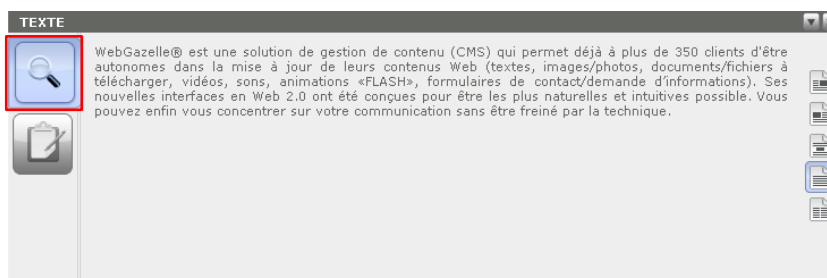 TEXTE
WebGazelle® est une solution de gestion de contenu (CMS) qui permet déjà à plus de 350 clients d'être
autonomes dans la mise à jour de leurs contenus Web (textes, images/photos, documents/fichiers à
télécharger, vidéos, sons, animations «FLASH», formulaires de contact/demande d'informations). Ses
nouvelles interfaces en Web 2.0 ont été conçues pour être les plus naturelles et intuitives possible. Vous
pouvez enfin vous concentrer sur votre communication sans être freiné par la technique.